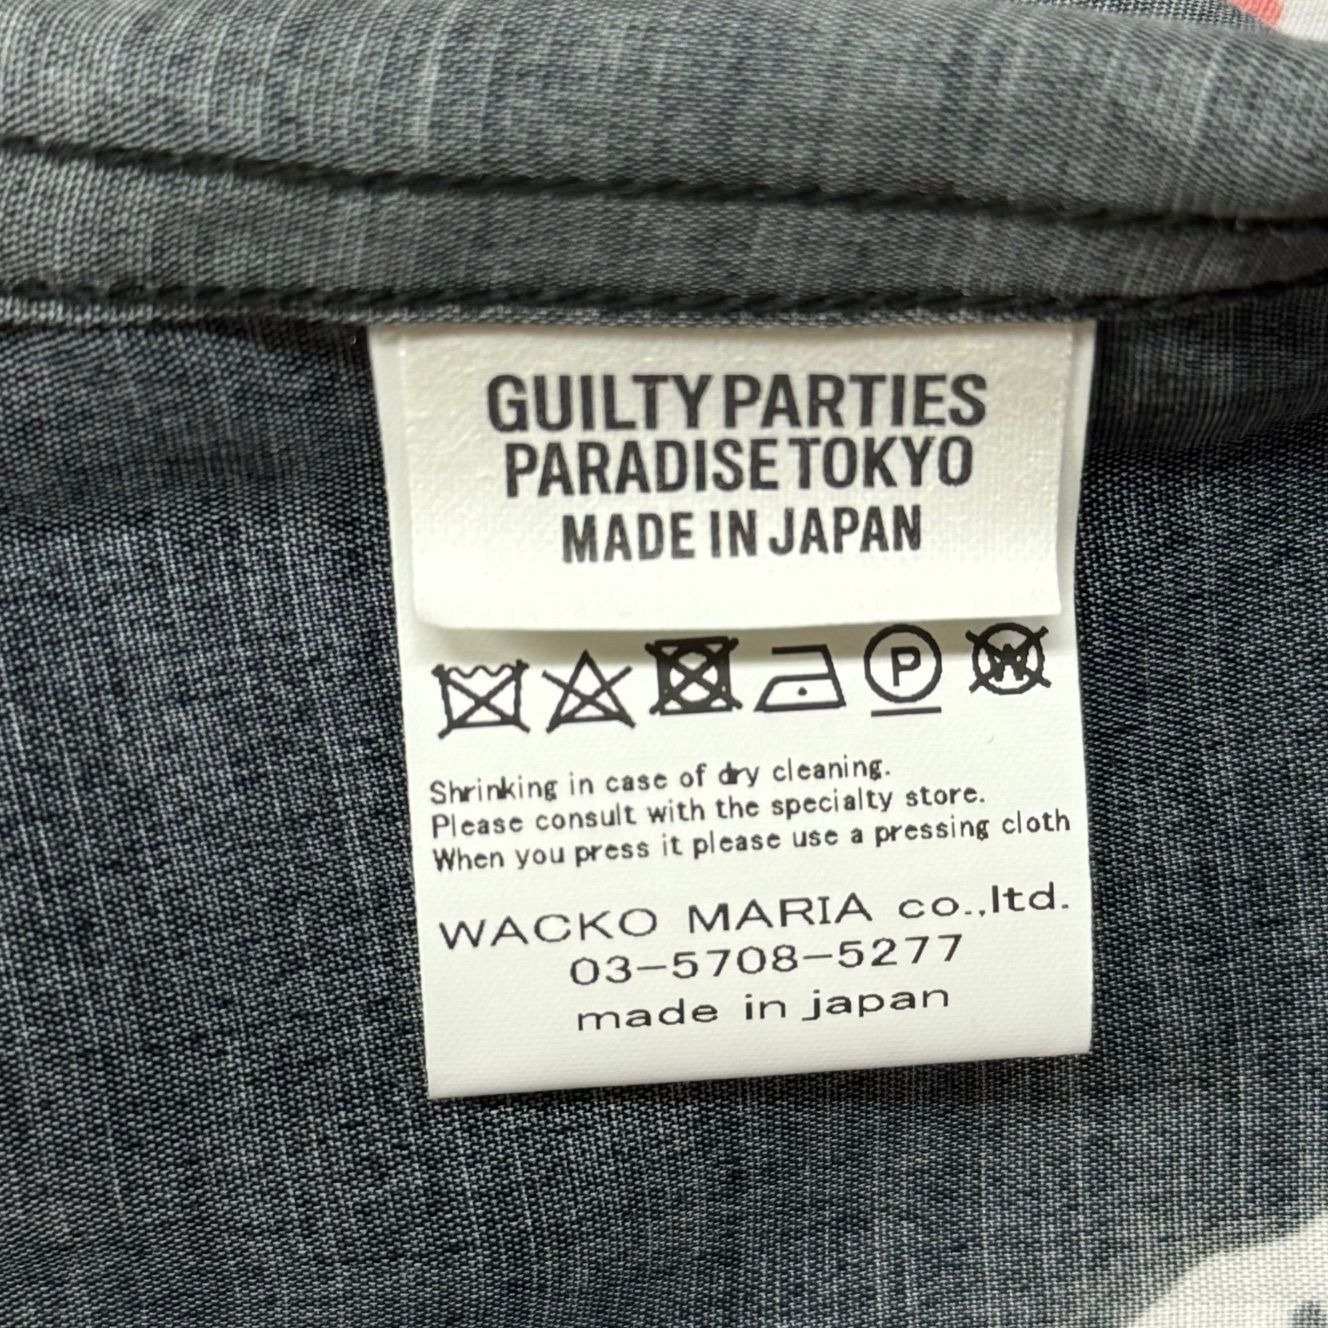 GUILTY PARTIES
PARADISE TOKYO
MADE IN JAPAN
P W
Shrinking in case of dry cleaning.
Please consult with the specialty store.
When you press it please use a pressing cloth
WACKO MARIA co.,ltd.
03-5708-5277
made in japan